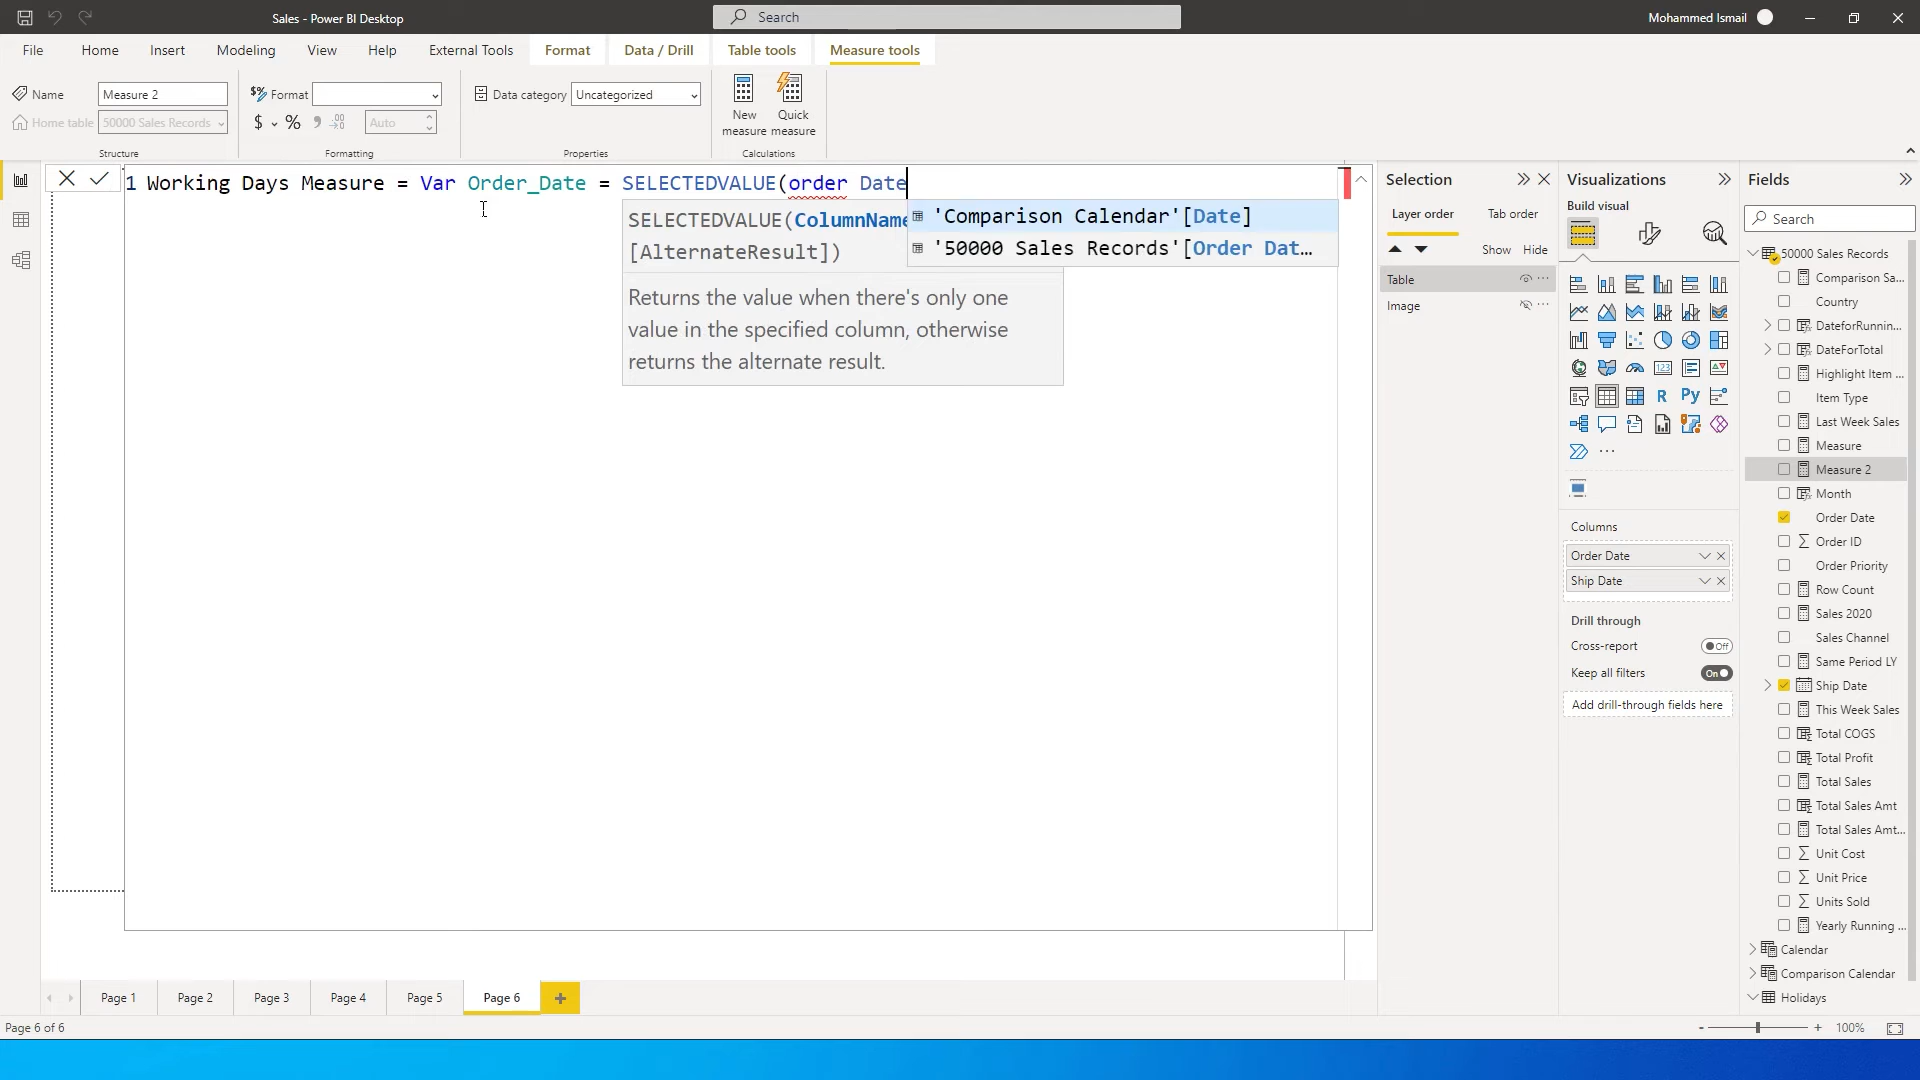 Sales - Power BI Desktop
Search
Mohammed Ismail
File
Home
Insert
Modeling
View
Help
External Tools
Format
Data / Drill
Table tools
Measure tools
Name
Measure 2
Home table
50000 Sales Records
Structure
Format
$
%
Auto
Formatting
Data category
Uncategorized
Properties
New measure
Quick measure
Calculations
1 Working Days Measure = Var Order_Date = SELECTEDVALUE(order Date
SELECTEDVALUE(ColumnName
[AlternateResult])
Returns the value when there's only one
value in the specified column, otherwise
returns the alternate result.
'Comparison Calendar'[Date]
'50000 Sales Records'[Order Dat...
Selection
Layer order
Tab order
Show
Hide
Table
Image
Visualizations
Build visual
Columns
Order Date
Ship Date
Drill through
Cross-report
Off
Keep all filters
On
Add drill-through fields here
Fields
Search
50000 Sales Records
Comparison Sa...
Country
DateforRunnin...
DateForTotal
Highlight Item ...
Item Type
Last Week Sales
Measure
Measure 2
Month
Order Date
Order ID
Order Priority
Row Count
Sales 2020
Sales Channel
Same Period LY
Ship Date
This Week Sales
Total COGS
Total Profit
Total Sales
Total Sales Amt
Total Sales Amt...
Unit Cost
Unit Price
Units Sold
Yearly Running ...
Calendar
Comparison Calendar
Holidays
Page 1
Page 2
Page 3
Page 4
Page 5
Page 6
Page 6 of 6
100%